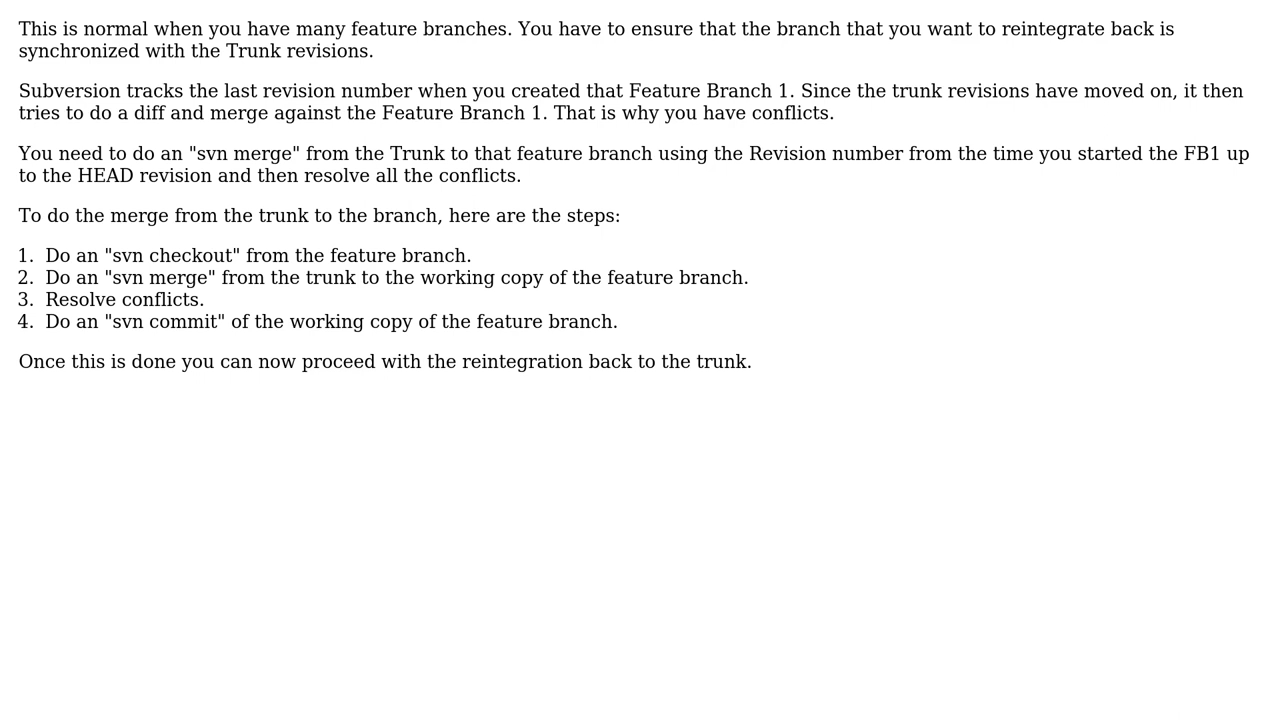 This is normal when you have many feature branches. You have to ensure that the branch that you want to reintegrate back is
synchronized with the Trunk revisions.
Subversion tracks the last revision number when you created that Feature Branch 1. Since the trunk revisions have moved on, it then
tries to do a diff and merge against the Feature Branch 1. That is why you have conflicts.
You need to do an "svn merge" from the Trunk to that feature branch using the Revision number from the time you started the FB1 up
to the HEAD revision and then resolve all the conflicts.
To do the merge from the trunk to the branch, here are the steps:
1. Do an "svn checkout" from the feature branch.
2. Do an "svn merge" from the trunk to the working copy of the feature branch.
3. Resolve conflicts.
4. Do an "svn commit" of the working copy of the feature branch.
Once this is done you can now proceed with the reintegration back to the trunk.